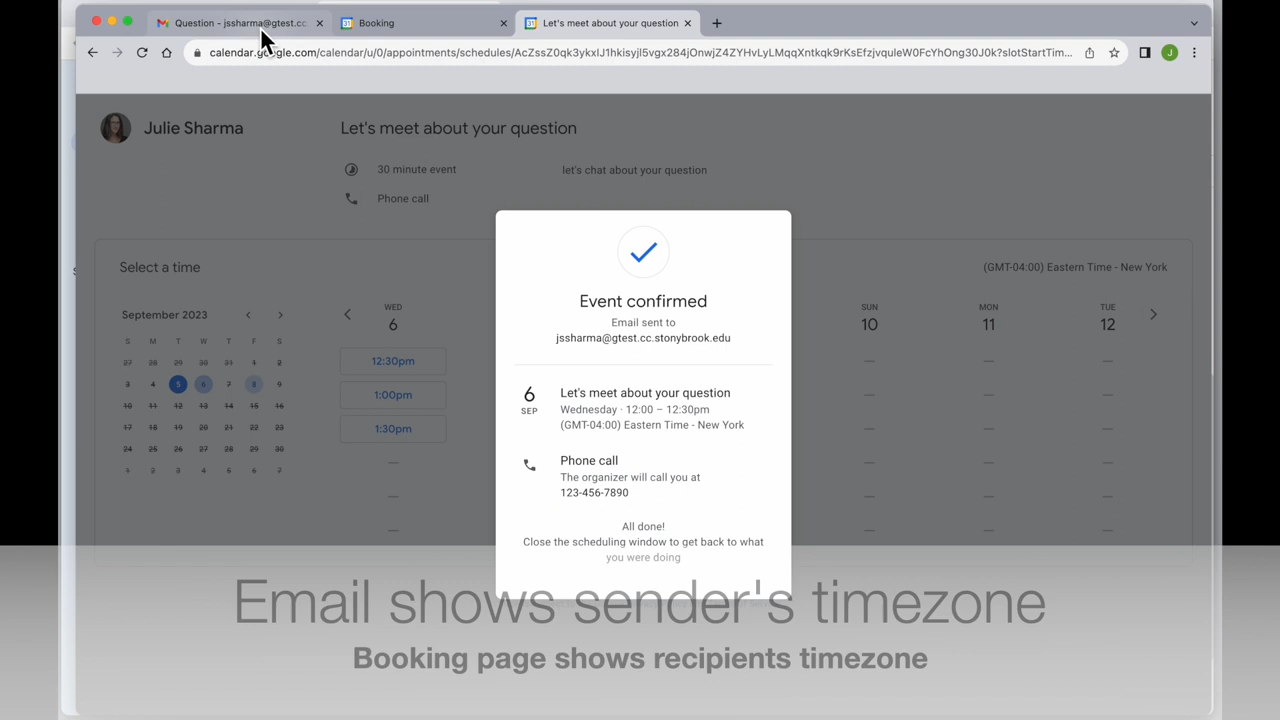 Question - jssharma@gtest.cc
Booking
Let's meet about your question
calendar.google.com/calendar/u/0/appointments/schedules/AcZssZ0qk3ykxIJ1hkisyjl5vgx284jOnwjZ4ZYHvLyLMqqXntkqk9rKsEfzjvquleW0FcYhOng30J0k?slotStartTim...
J
Julie Sharma
Let's meet about your question
30 minute event
let's chat about your question
Phone call
Select a time
(GMT-04:00) Eastern Time - New York
September 2023
S M T W T F S
27 28 29 30 31 1 2
3 4 5 6 7 8 9
10 11 12 13 14 15 16
17 18 19 20 21 22 23
24 25 26 27 28 29 30
1 2 3 4 5 6 7
WED
6
12:30pm
1:00pm
1:30pm
SUN
10
MON
11
TUE
12
Event confirmed
Email sent to
jssharma@gtest.cc.stonybrook.edu
6
SEP
Let's meet about your question
Wednesday · 12:00 – 12:30pm
(GMT-04:00) Eastern Time - New York
Phone call
The organizer will call you at
123-456-7890
All done!
Close the scheduling window to get back to what
you were doing
Email shows sender's timezone
Booking page shows recipients timezone